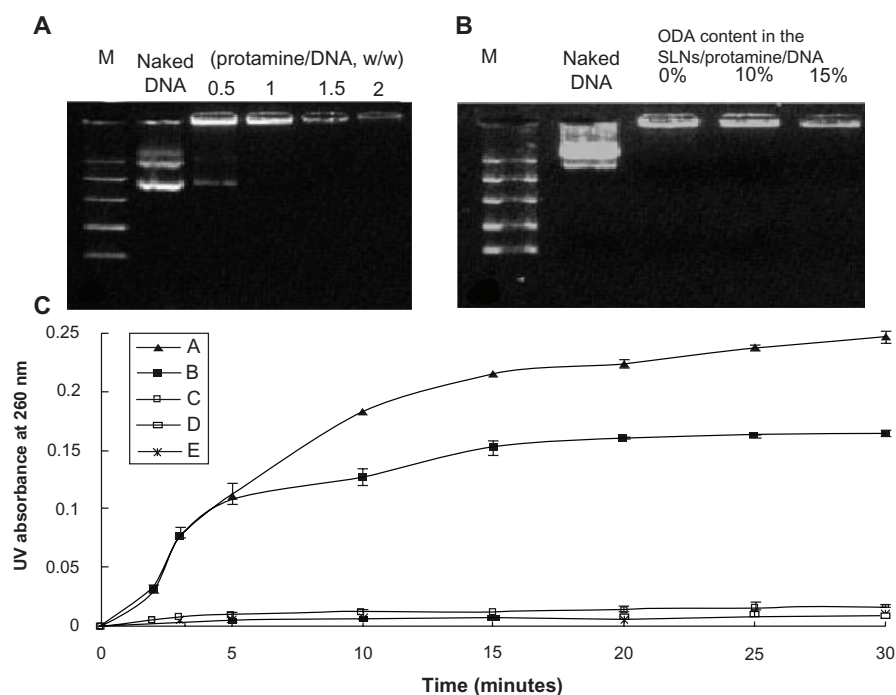 A
M
Naked
DNA
(protamine/DNA, w/w)
0.5 1 1.5 2
B
M
Naked
DNA
ODA content in the
SLNs/protamine/DNA
0% 10% 15%
C
UV absorbance at 260 nm
0.25
0.2
0.15
0.1
0.05
0
A
B
C
D
E
0 5 10 15 20 25 30
Time (minutes)